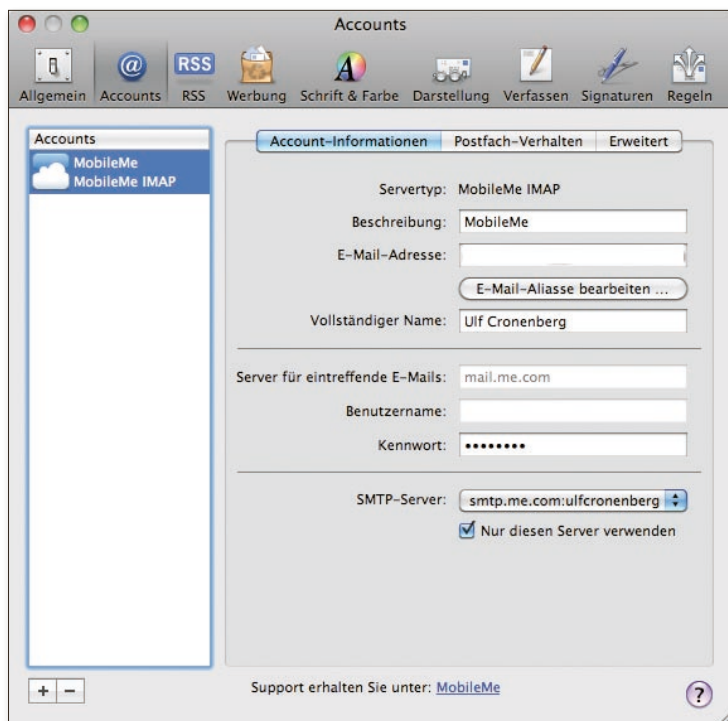 Accounts
RSS
Allgemein Accounts RSS Werbung Schrift & Farbe Darstellung Verfassen Signaturen Regeln
Accounts
MobileMe
MobileMe IMAP
Account-Informationen Postfach-Verhalten Erweitert
Servertyp: MobileMe IMAP
Beschreibung: MobileMe
E-Mail-Adresse:
E-Mail-Aliasse bearbeiten ...
Vollständiger Name: Ulf Cronenberg
Server für eintreffende E-Mails: mail.me.com
Benutzername:
Kennwort: ••••••••
SMTP-Server: smtp.me.com:ulfcronenberg
Nur diesen Server verwenden
Support erhalten Sie unter: MobileMe